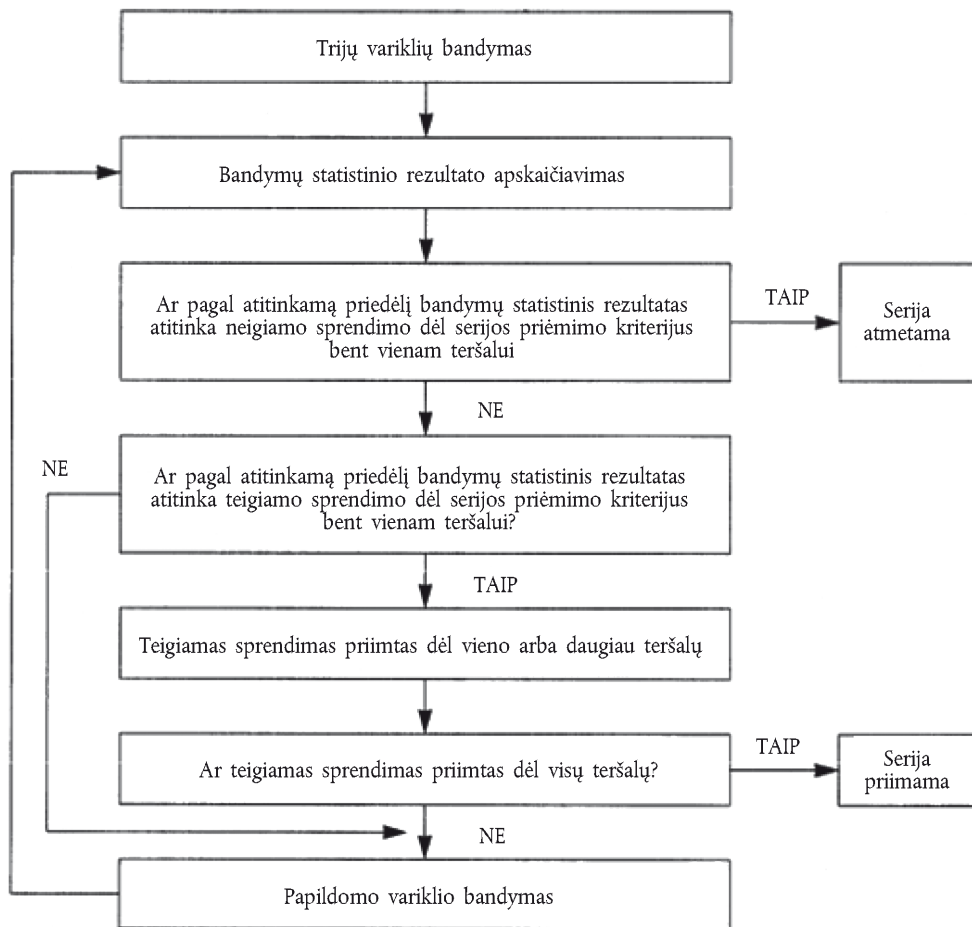 Trijų variklių bandymas
Bandymų statistinio rezultato apskaičiavimas
Ar pagal atitinkamą priedėlį bandymų statistinis rezultatas
atitinka neigiamo sprendimo dėl serijos priėmimo kriterijus
bent vienam teršalui
TAIP
Serija
atmetama
NE
NE
Ar pagal atitinkamą priedėlį bandymų statistinis rezultatas
atitinka teigiamo sprendimo dėl serijos priėmimo kriterijus
bent vienam teršalui?
TAIP
Teigiamas sprendimas priimtas dėl vieno arba daugiau teršalų
Ar teigiamas sprendimas priimtas dėl visų teršalų?
TAIP
Serija
priimama
NE
Papildomo variklio bandymas